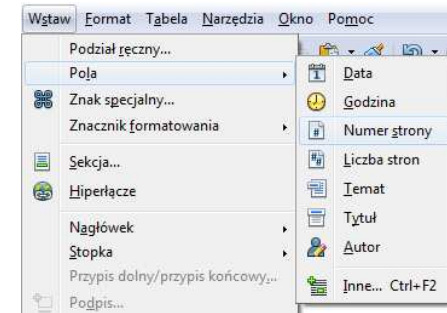 Wstaw Format Tabela Narzędzia Okno Pomoc
Podział ręczny...
Pola
Znak specjalny...
Znacznik formatowania
Sekcja...
Hiperłącze
Nagłówek
Stopka
Przypis dolny/przypis końcowy...
Podpis...
Data
Godzina
Numer strony
Liczba stron
Temat
Tytuł
Autor
Inne... Ctrl+F2